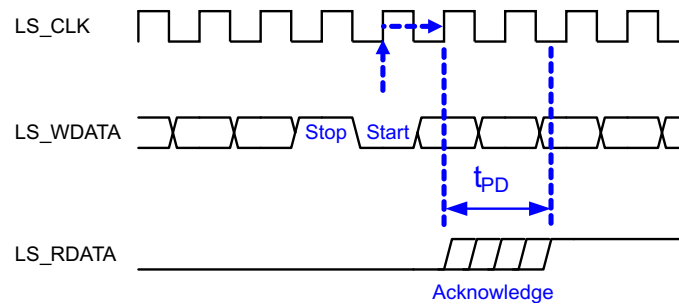 LS_CLK
LS_WDATA
Stop
Start
tPD
LS_RDATA
Acknowledge